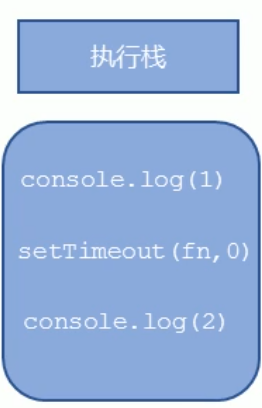 执行栈
console.log(1)
setTimeout(fn,0)
console.log(2)